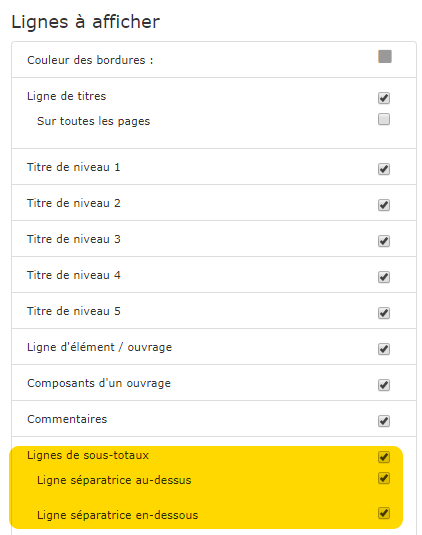 Lignes à afficher
Couleur des bordures :
Ligne de titres
Sur toutes les pages
Titre de niveau 1
Titre de niveau 2
Titre de niveau 3
Titre de niveau 4
Titre de niveau 5
Ligne d'élément / ouvrage
Composants d'un ouvrage
Commentaires
Lignes de sous-totaux
Ligne séparatrice au-dessus
Ligne séparatrice en-dessous